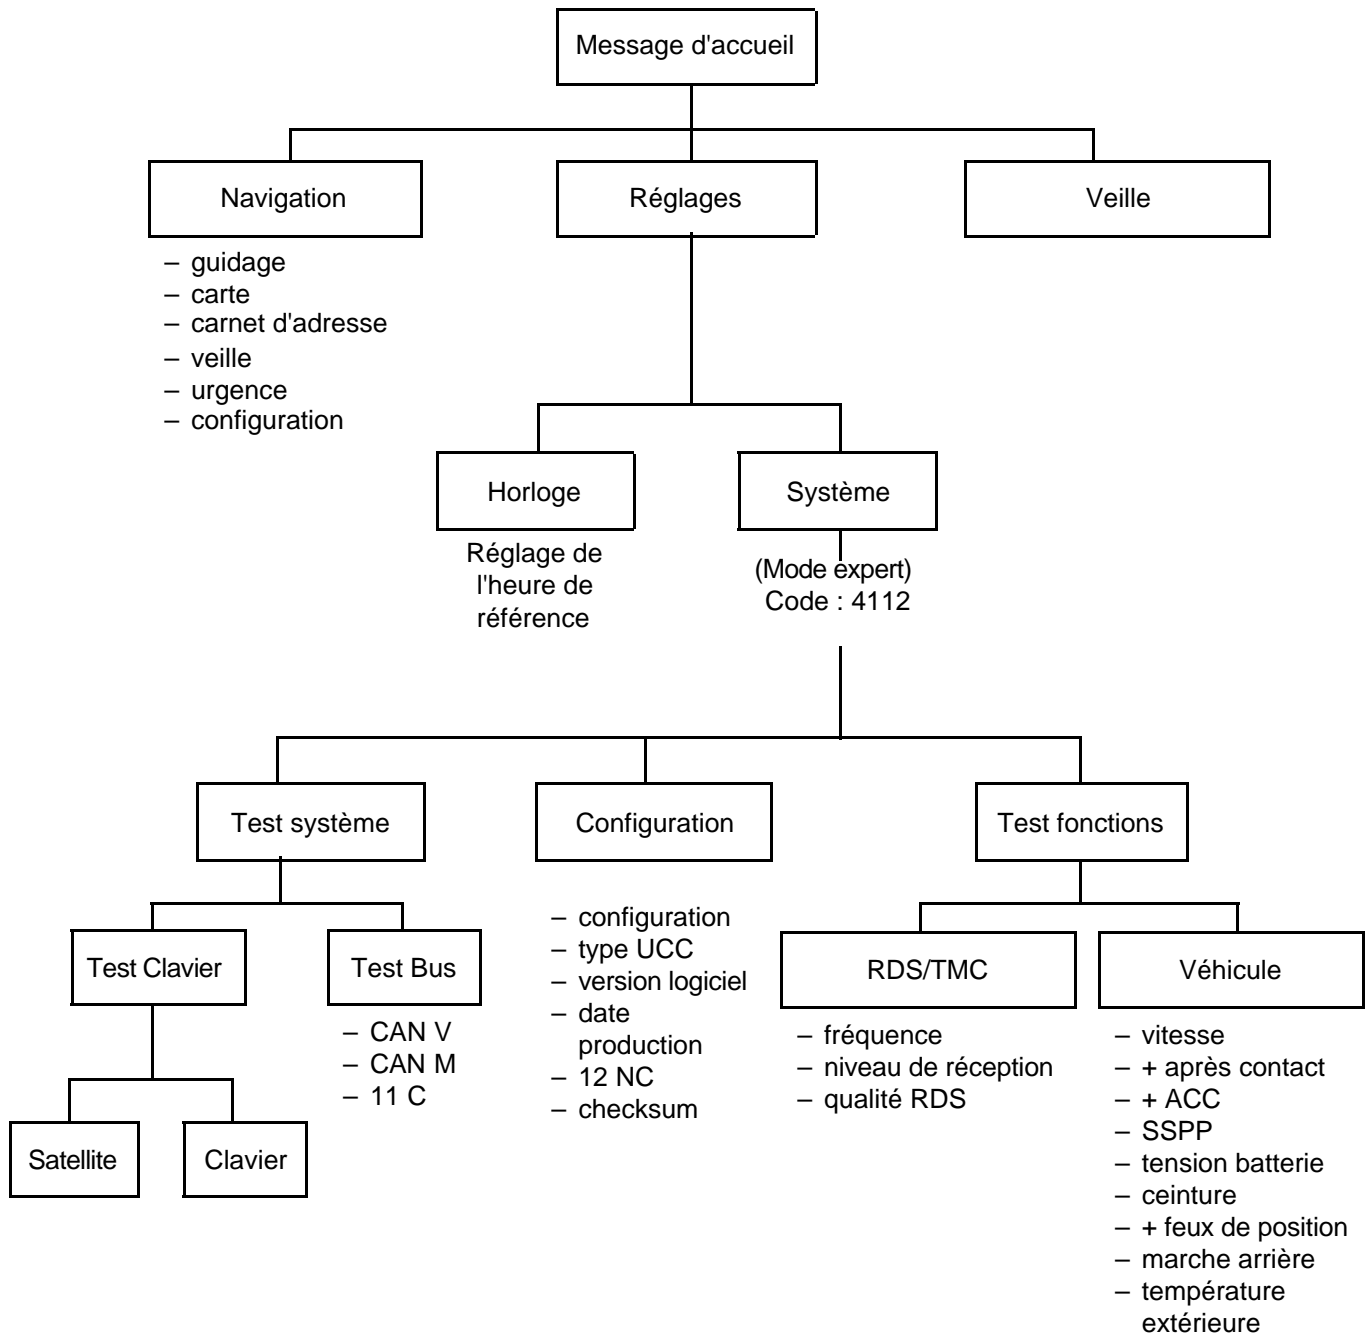 Message d'accueil
Navigation
Réglages
Veille
– guidage
– carte
– carnet d'adresse
– veille
– urgence
– configuration
Horloge
Système
Réglage de
l'heure de
référence
(Mode expert)
Code : 4112
Test système
Configuration
Test fonctions
Test Clavier
Test Bus
– CAN V
– CAN M
– 11 C
Satellite
Clavier
– configuration
– type UCC
– version logiciel
– date
production
– 12 NC
– checksum
RDS/TMC
– fréquence
– niveau de réception
– qualité RDS
Véhicule
– vitesse
– + après contact
– + ACC
– SSPP
– tension batterie
– ceinture
– + feux de position
– marche arrière
– température
extérieure